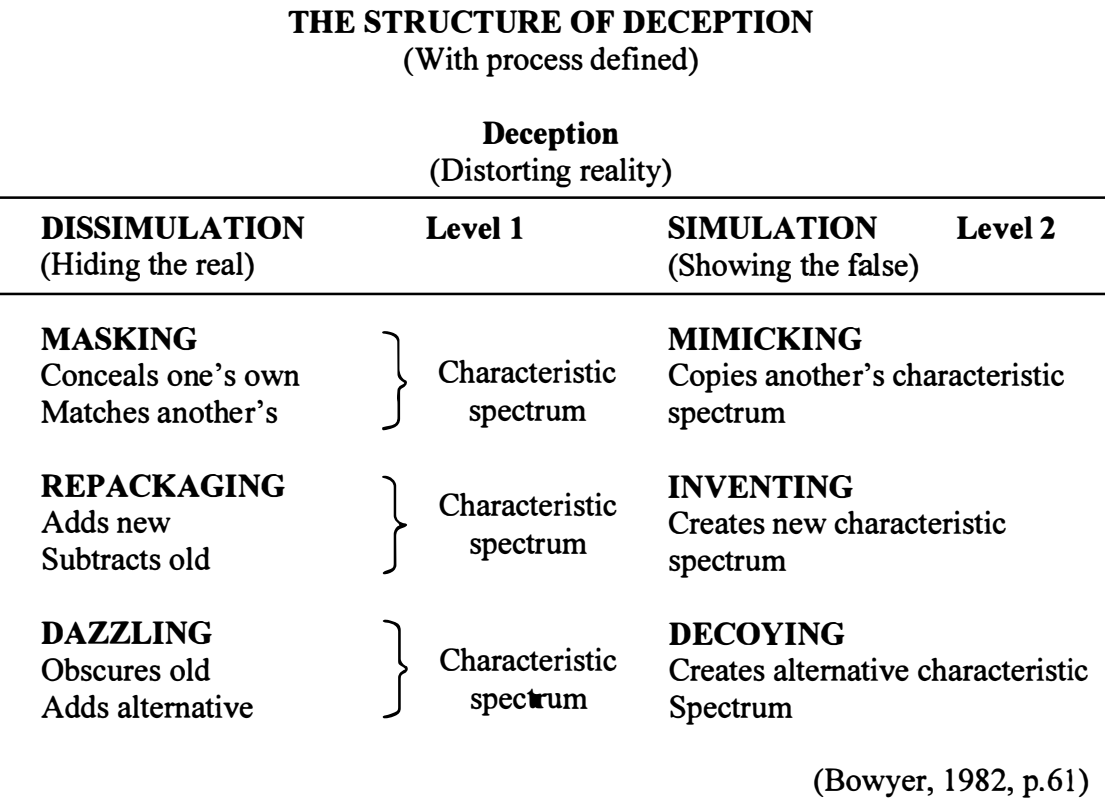 THE STRUCTURE OF DECEPTION
(With process defined)
Deception
(Distorting reality)
DISSIMULATION Level 1 SIMULATION Level 2
(Hiding the real) (Showing the false)
MASKING MIMICKING
Conceals one's own Characteristic Copies another's characteristic
Matches another's spectrum spectrum
REPACKAGING INVENTING
Adds new Characteristic Creates new characteristic
Subtracts old spectrum spectrum
DAZZLING DECOYING
Obscures old Characteristic Creates alternative characteristic
Adds alternative spectrum Spectrum
(Bowyer, 1982, p.61)